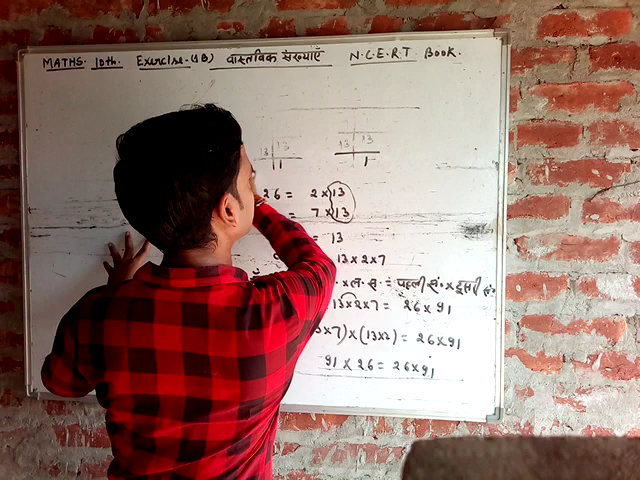 MATHS. 10th. Exercise-(1B) वास्तविक संख्याएँ N.C.E.R.T. Book.
13 13 13 13
1 1
26 = 2×13
= 7×13
= 13
13×2×7
×ल.स. = पहली सं.×दूसरी सं.
13×2×7 = 26×91
3×7)×(13×2) = 26×91
91×26 = 26×91